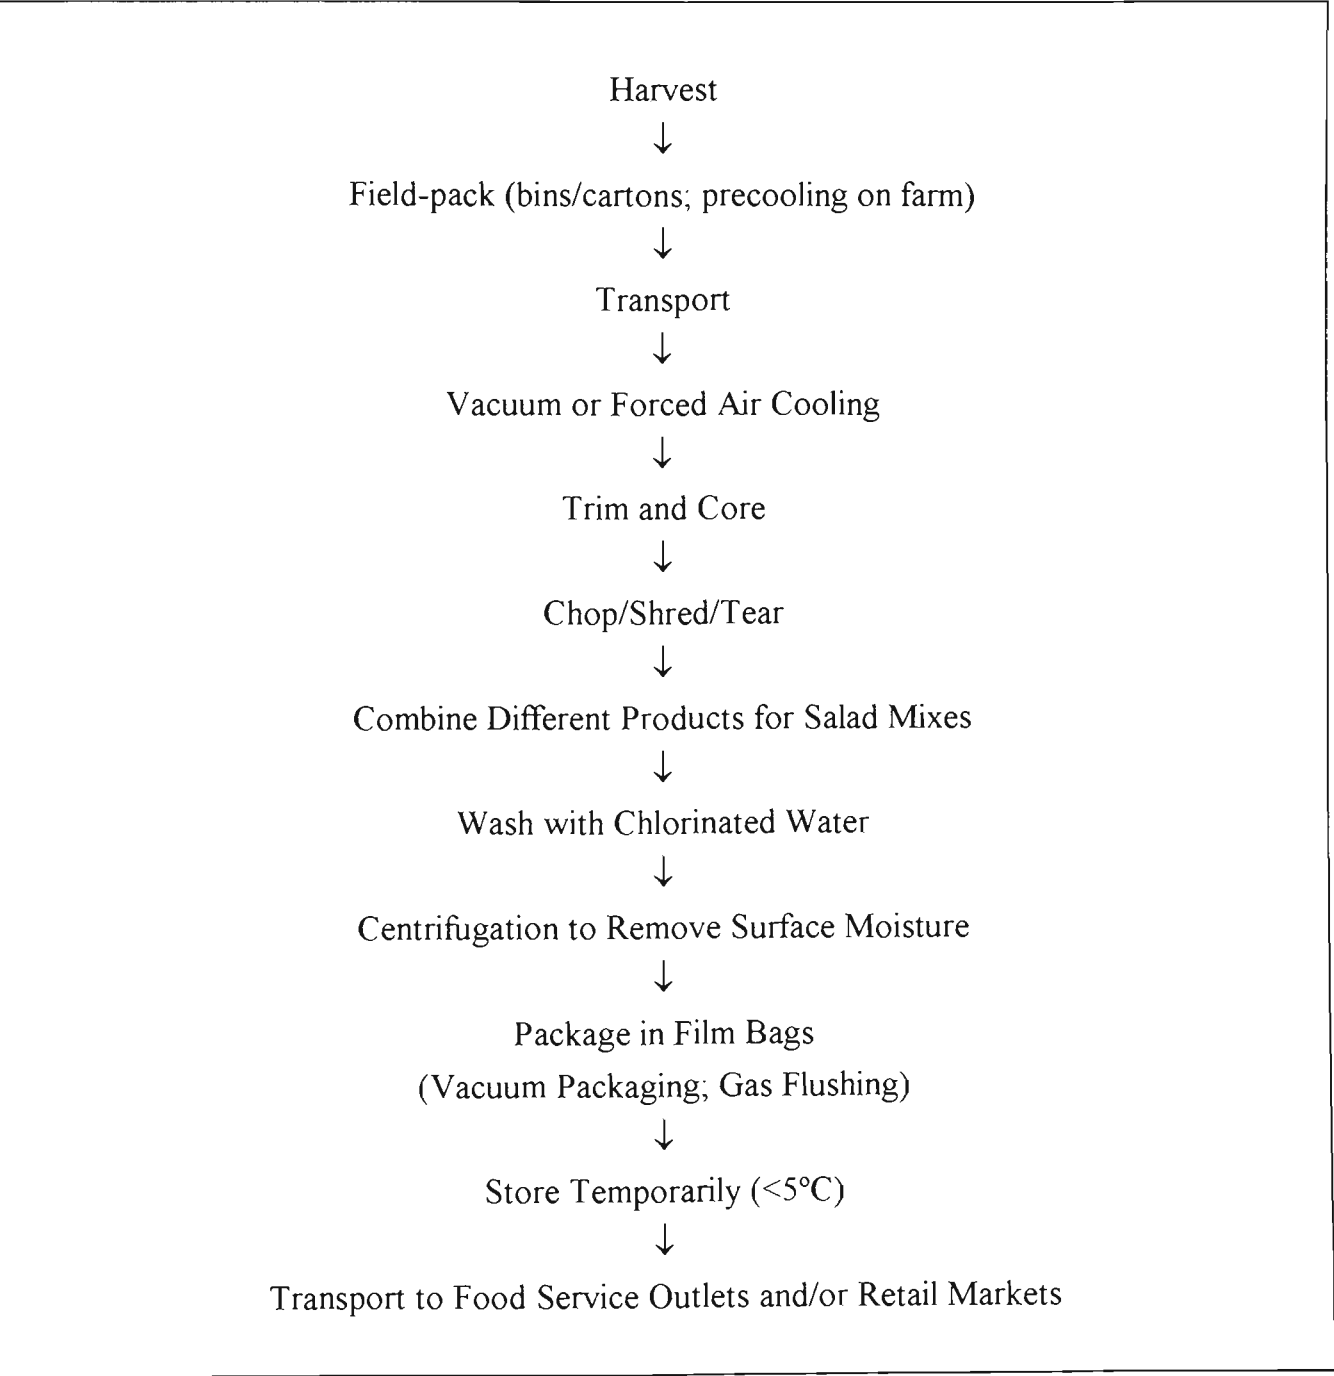 Harvest
↓
Field-pack (bins/cartons; precooling on farm)
↓
Transport
↓
Vacuum or Forced Air Cooling
↓
Trim and Core
↓
Chop/Shred/Tear
↓
Combine Different Products for Salad Mixes
↓
Wash with Chlorinated Water
↓
Centrifugation to Remove Surface Moisture
↓
Package in Film Bags
(Vacuum Packaging; Gas Flushing)
↓
Store Temporarily (<5°C)
↓
Transport to Food Service Outlets and/or Retail Markets